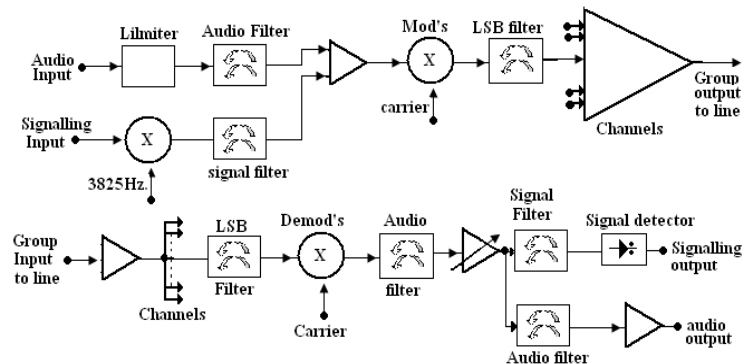 Lilmiter
Audio Filter
Mod's
LSB filter
Audio
Input
X
Group
output
to line
carrier
Channels
Signalling
Input
X
signal filter
3825Hz.
Group
Input
to line
Channels
LSB
Filter
Demod's
X
Carrier
Audio
filter
Signal
Filter
Signal detector
Signalling
output
Audio filter
audio
output